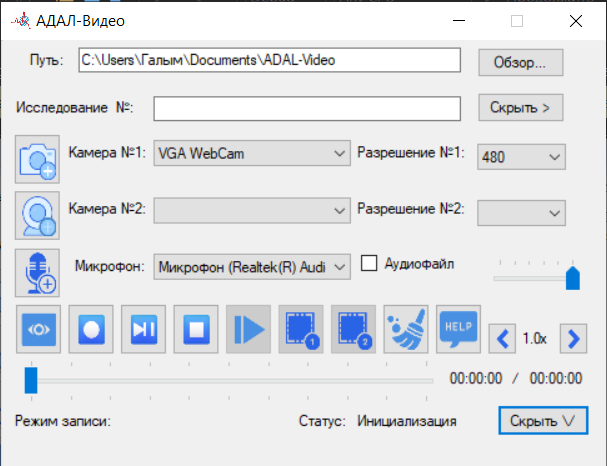 АДАЛ-Видео
Путь: C:\Users\Галым\Documents\ADAL-Video Обзор...
Исследование №: Скрыть >
Камера №1: VGA WebCam Разрешение №1: 480
Камера №2: Разрешение №2:
Микрофон: Микрофон (Realtek(R) Audi Аудиофайл
1 2 HELP 1.0x
00:00:00 / 00:00:00
Режим записи: Статус: Инициализация Скрыть \/